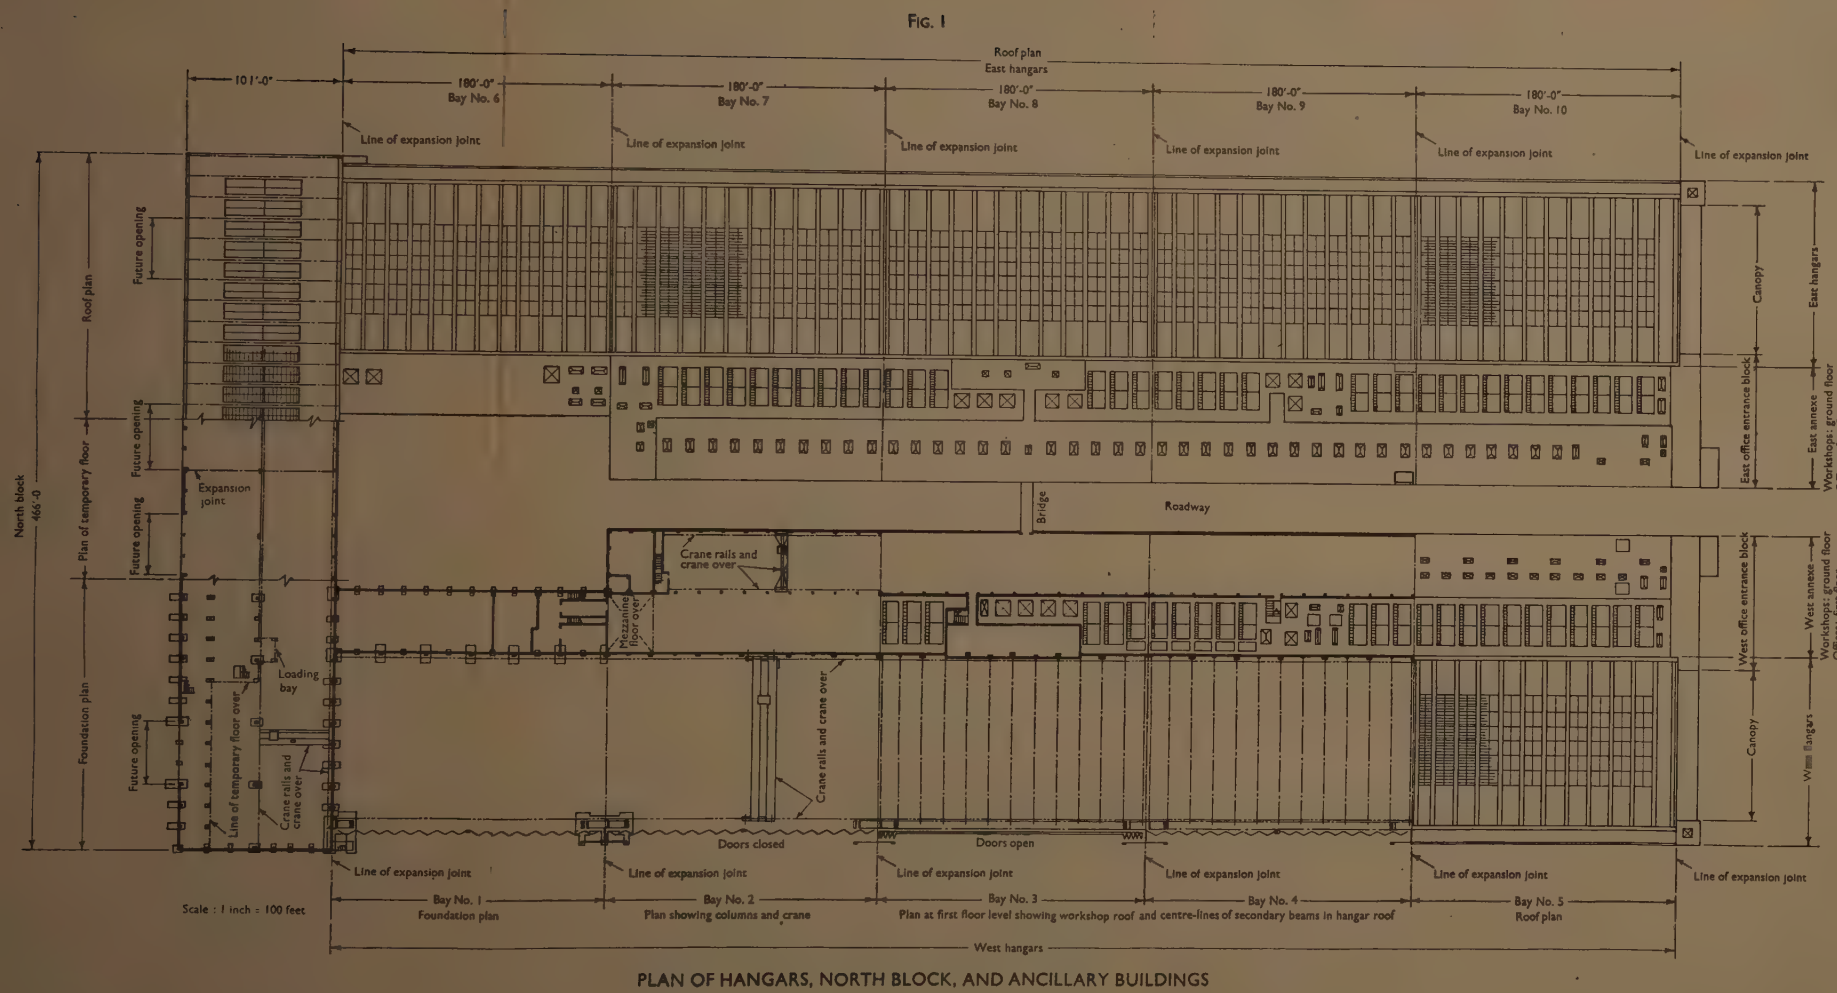 FIG. 1
Roof plan
East hangars
101'-0"
180'-0"
Bay No. 6
180'-0"
Bay No. 7
180'-0"
Bay No. 8
180'-0"
Bay No. 9
180'-0"
Bay No. 10
Line of expansion joint
Line of expansion joint
Line of expansion joint
Line of expansion joint
Line of expansion joint
Line of expansion joint
North block
466'-0
Roof plan
Plan of temporary floor
Foundation plan
Future opening
Future opening
Future opening
Future opening
Expansion
joint
Canopy
East hangars
East office entrance block
East annexe
Workshops: ground floor
Bridge
Roadway
Crane rails and
crane over
Mezzanine
floor over
West office entrance block
West annexe
Workshops: ground floor
Loading
bay
Line of temporary floor over
Crane rails and
crane over
Crane rails and crane over
Canopy
hangars
Doors closed
Doors open
Line of expansion joint
Line of expansion joint
Line of expansion joint
Line of expansion joint
Line of expansion joint
Line of expansion joint
Scale : 1 inch = 100 feet
Bay No. 1
Foundation plan
Bay No. 2
Plan showing columns and crane
Bay No. 3
Bay No. 4
Plan at first floor level showing workshop roof and centre-lines of secondary beams in hangar roof
Bay No. 5
Roof plan
West hangars
PLAN OF HANGARS, NORTH BLOCK, AND ANCILLARY BUILDINGS